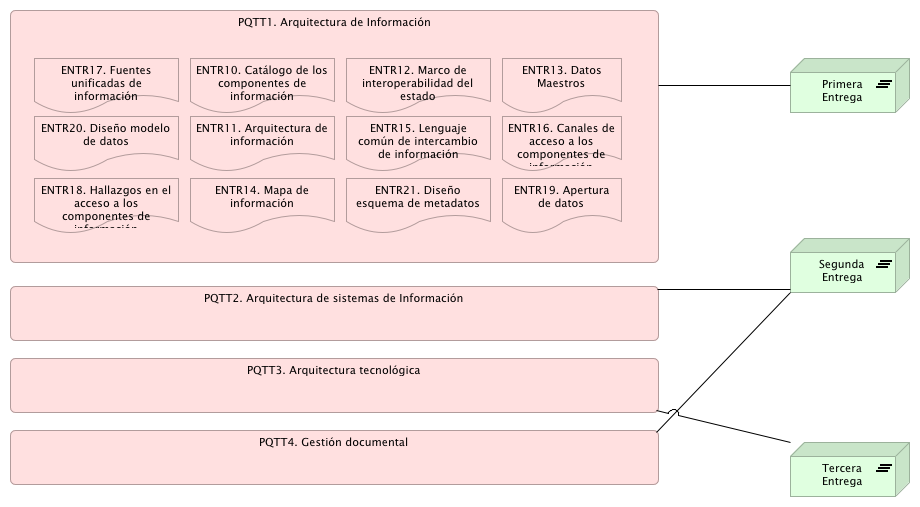 PQTT1. Arquitectura de Información
ENTR17. Fuentes
unificadas de
información
ENTR10. Catálogo de los
componentes de
información
ENTR12. Marco de
interoperabilidad del
estado
ENTR13. Datos
Maestros
ENTR20. Diseño modelo
de datos
ENTR11. Arquitectura de
información
ENTR15. Lenguaje
común de intercambio
de información
ENTR16. Canales de
acceso a los
componentes de
información
ENTR18. Hallazgos en el
acceso a los
componentes de
información
ENTR14. Mapa de
información
ENTR21. Diseño
esquema de metadatos
ENTR19. Apertura
de datos
Primera
Entrega
PQTT2. Arquitectura de sistemas de Información
Segunda
Entrega
PQTT3. Arquitectura tecnológica
PQTT4. Gestión documental
Tercera
Entrega